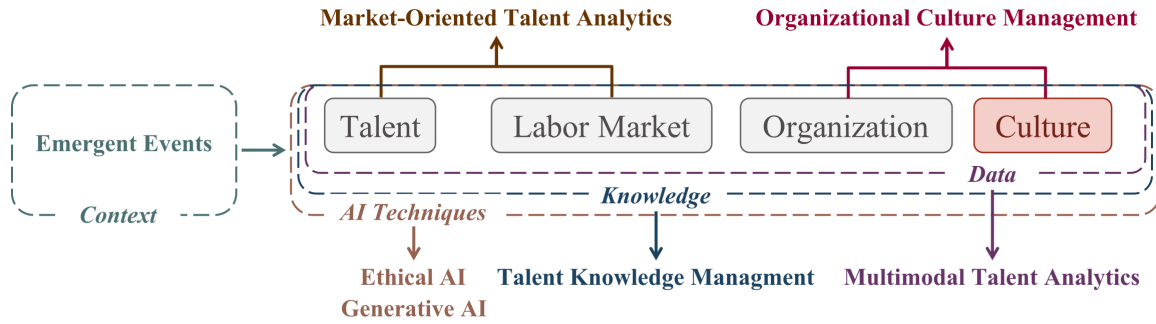 Market-Oriented Talent Analytics
Organizational Culture Management
Emergent Events
Context
Talent
Labor Market
Organization
Culture
Data
Knowledge
AI Techniques
Ethical AI
Generative AI
Talent Knowledge Managment
Multimodal Talent Analytics